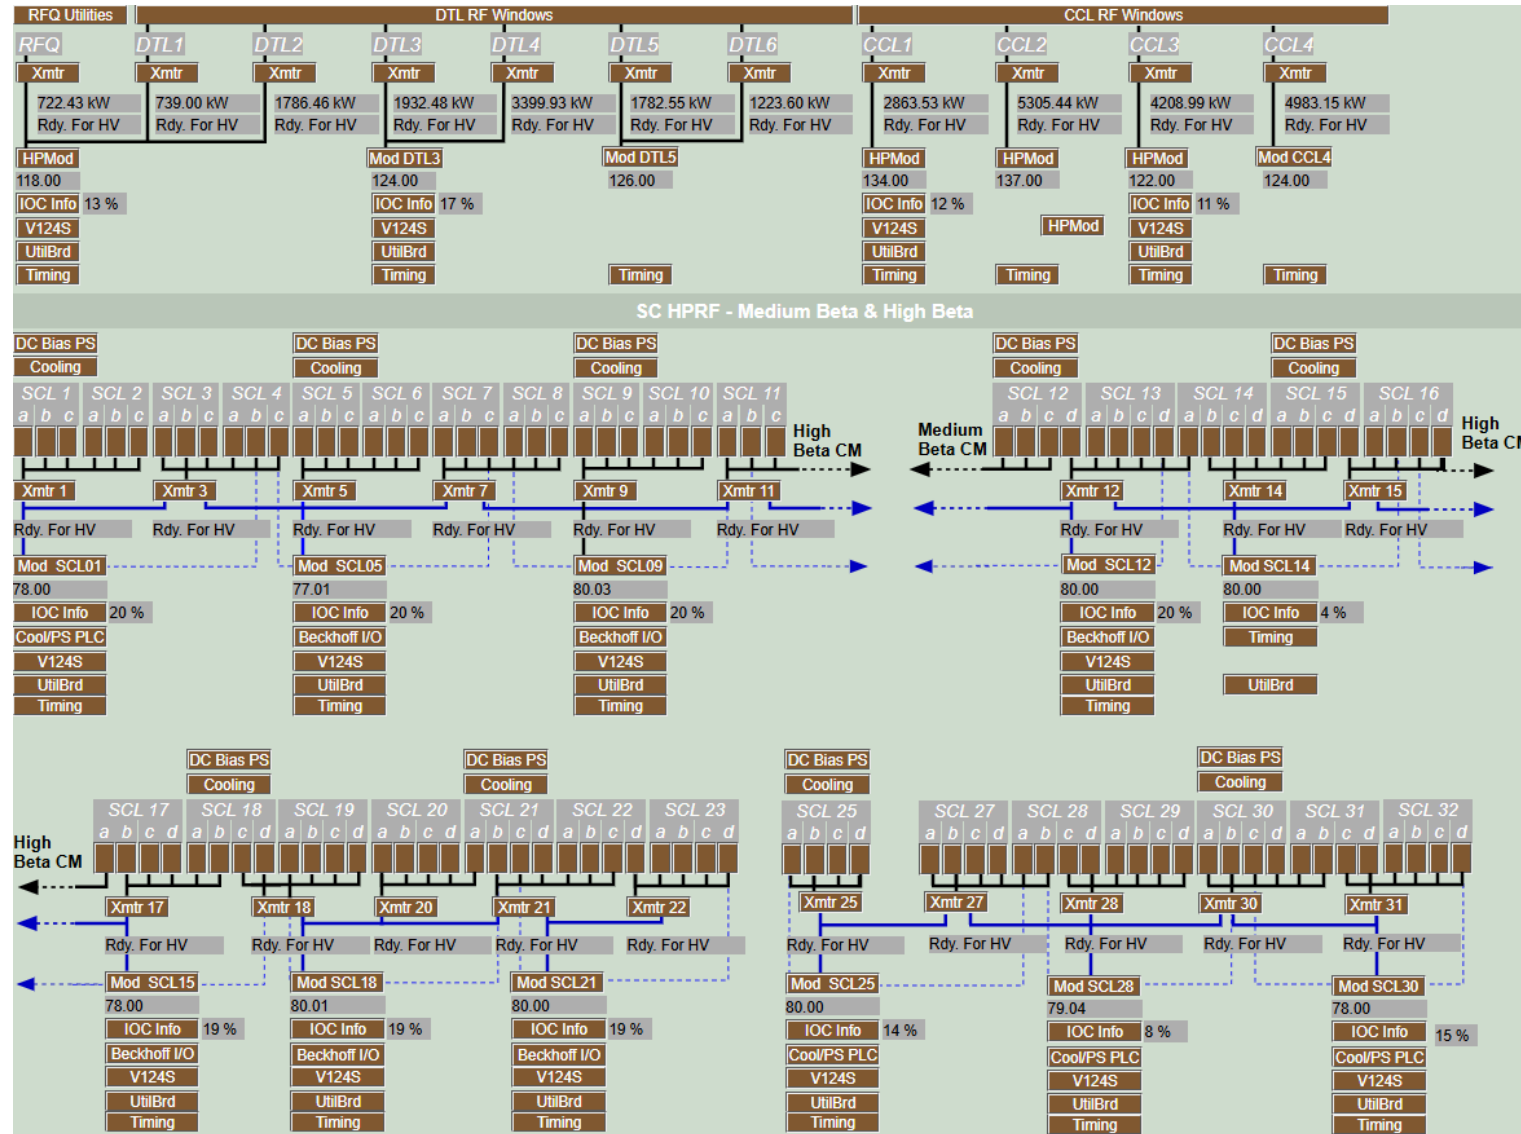 RFQ Utilities DTL RF Windows CCL RF Windows
RFQ DTL1 DTL2 DTL3 DTL4 DTL5 DTL6 CCL1 CCL2 CCL3 CCL4
Xmtr Xmtr Xmtr Xmtr Xmtr Xmtr Xmtr Xmtr Xmtr Xmtr Xmtr
722.43 kW 739.00 kW 1786.46 kW 1932.48 kW 3399.93 kW 1782.55 kW 1223.60 kW 2863.53 kW 5305.44 kW 4208.99 kW 4983.15 kW
Rdy. For HV Rdy. For HV Rdy. For HV Rdy. For HV Rdy. For HV Rdy. For HV Rdy. For HV Rdy. For HV Rdy. For HV Rdy. For HV Rdy. For HV
HPMod Mod DTL3 Mod DTL5 HPMod HPMod HPMod Mod CCL4
118.00 124.00 126.00 134.00 137.00 122.00 124.00
IOC Info 13 % IOC Info 17 % IOC Info 12 % IOC Info 11 %
V124S V124S V124S HPMod V124S
UtilBrd UtilBrd UtilBrd UtilBrd
Timing Timing Timing Timing Timing Timing Timing
SC HPRF - Medium Beta & High Beta
DC Bias PS DC Bias PS DC Bias PS DC Bias PS DC Bias PS
Cooling Cooling Cooling Cooling Cooling
SCL 1 SCL 2 SCL 3 SCL 4 SCL 5 SCL 6 SCL 7 SCL 8 SCL 9 SCL 10 SCL 11 SCL 12 SCL 13 SCL 14 SCL 15 SCL 16
a b c a b c a b c a b c a b c a b c a b c a b c a b c a b c a b c a b c d a b c d a b c d a b c d a b c d
High Beta CM Medium Beta CM High Beta CM
Xmtr 1 Xmtr 3 Xmtr 5 Xmtr 7 Xmtr 9 Xmtr 11 Xmtr 12 Xmtr 14 Xmtr 15
Rdy. For HV Rdy. For HV Rdy. For HV Rdy. For HV Rdy. For HV Rdy. For HV Rdy. For HV Rdy. For HV Rdy. For HV
Mod SCL01 Mod SCL05 Mod SCL09 Mod SCL12 Mod SCL14
78.00 77.01 80.03 80.00 80.00
IOC Info 20 % IOC Info 20 % IOC Info 20 % IOC Info 20 % IOC Info 4 %
Cool/PS PLC Beckhoff I/O Beckhoff I/O Beckhoff I/O Timing
V124S V124S V124S V124S
UtilBrd UtilBrd UtilBrd UtilBrd UtilBrd
Timing Timing Timing Timing
DC Bias PS DC Bias PS DC Bias PS DC Bias PS
Cooling Cooling Cooling Cooling
SCL 17 SCL 18 SCL 19 SCL 20 SCL 21 SCL 22 SCL 23 SCL 25 SCL 27 SCL 28 SCL 29 SCL 30 SCL 31 SCL 32
a b c d a b c d a b c d a b c d a b c d a b c d a b c d a b c d a b c d a b c d a b c d a b c d a b c d a b c d
High Beta CM
Xmtr 17 Xmtr 18 Xmtr 20 Xmtr 21 Xmtr 22 Xmtr 25 Xmtr 27 Xmtr 28 Xmtr 30 Xmtr 31
Rdy. For HV Rdy. For HV Rdy. For HV Rdy. For HV Rdy. For HV Rdy. For HV Rdy. For HV Rdy. For HV Rdy. For HV Rdy. For HV
Mod SCL15 Mod SCL18 Mod SCL21 Mod SCL25 Mod SCL28 Mod SCL30
78.00 80.01 80.00 80.00 79.04 78.00
IOC Info 19 % IOC Info 19 % IOC Info 19 % IOC Info 14 % IOC Info 8 % IOC Info 15 %
Beckhoff I/O Beckhoff I/O Beckhoff I/O Cool/PS PLC Cool/PS PLC Cool/PS PLC
V124S V124S V124S V124S V124S V124S
UtilBrd UtilBrd UtilBrd UtilBrd UtilBrd UtilBrd
Timing Timing Timing Timing Timing Timing